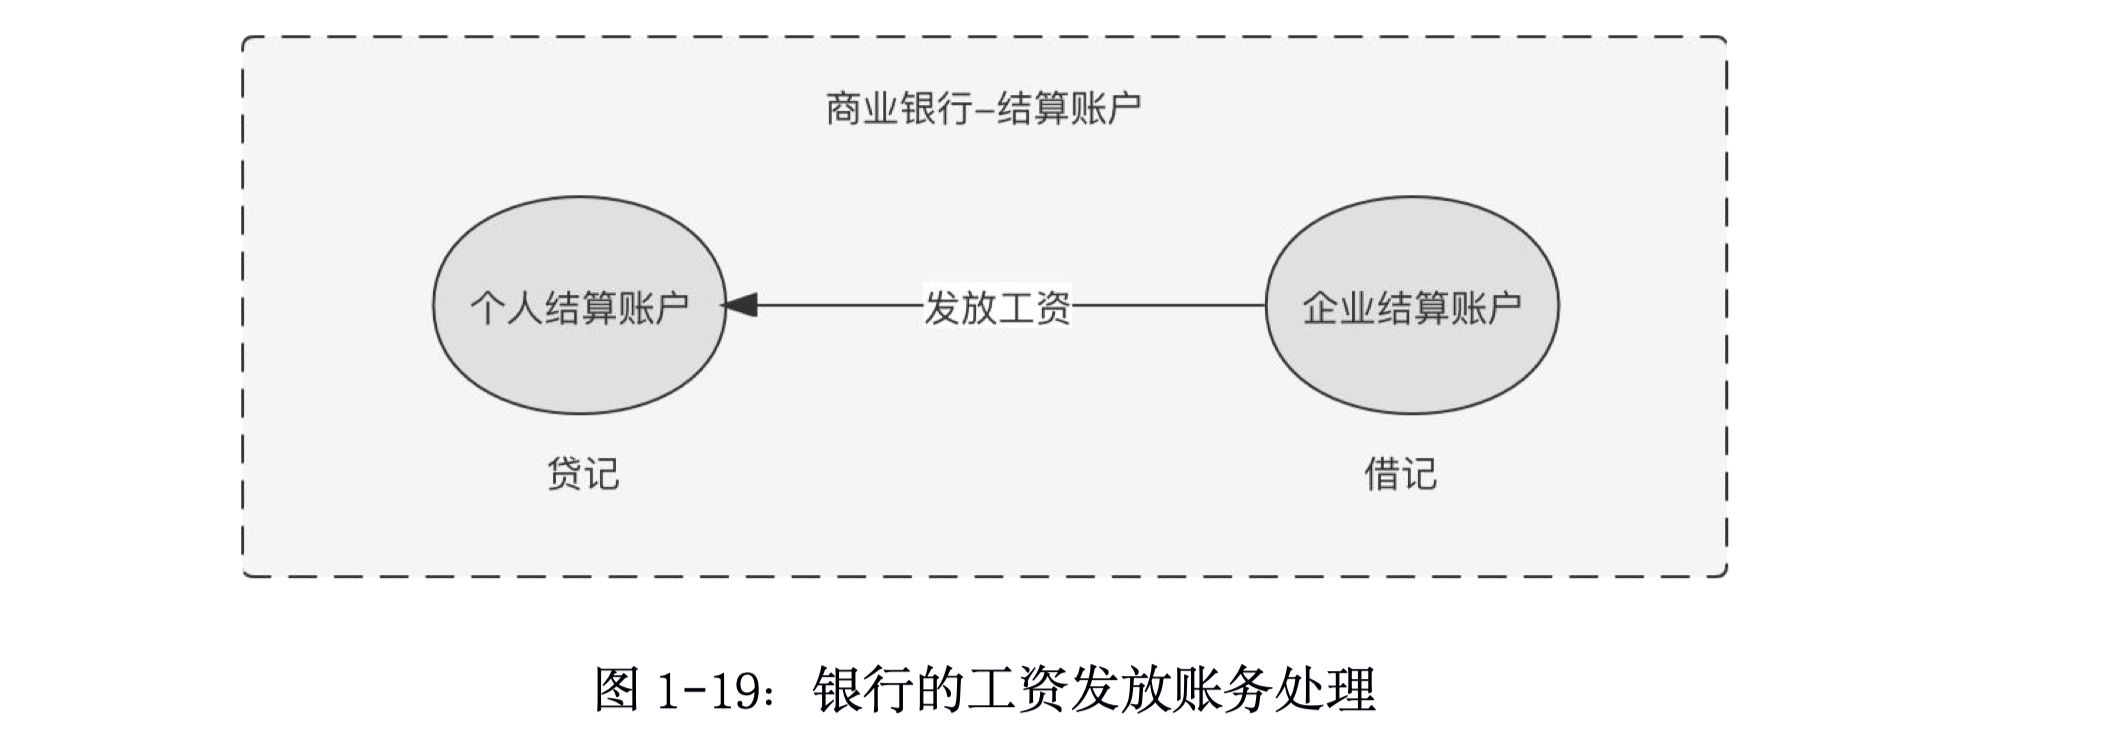 商业银行–结算账户
个人结算账户
发放工资
企业结算账户
贷记
借记
图 1-19：银行的工资发放账务处理